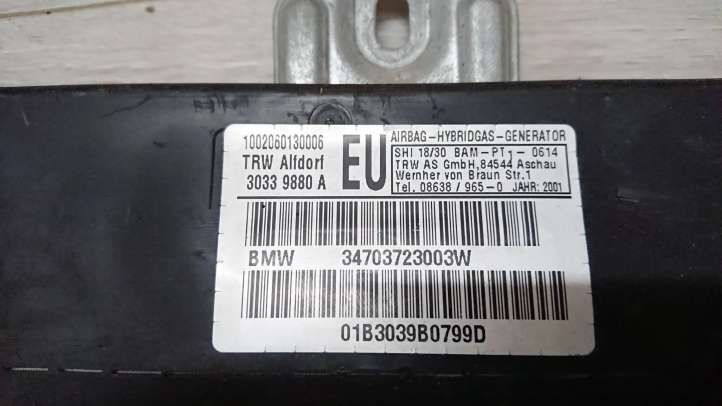 1002060130006
TRW Alfdorf
3033 9880 A
EU
AIRBAG-HYBRIDGAS-GENERATOR
SHI 18/30 BAM-PT1- 0614
TRW AS GmbH,84544 Aschau
Wernher von Braun Str.1
Tel. 08638 / 965-0 JAHR: 2001
BMW 34703723003W
01B3039B0799D